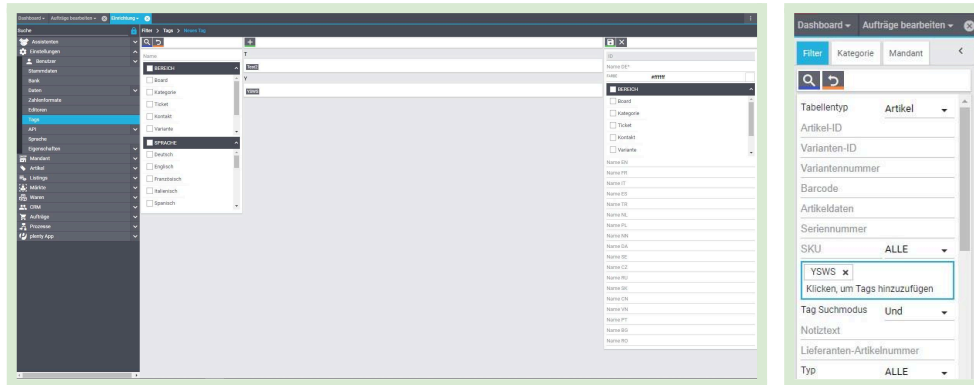 Dashboard Aufträge bearbeiten Einrichtung
Suche
Filter > Tags > Neues Tag
Assistenten
Einstellungen
Benutzer
Stammdaten
Bank
Daten
Zahlenformate
Editoren
Tags
API
Sprache
Eigenschaften
Mandant
Artikel
Listings
Märkte
Waren
CRM
Aufträge
Prozesse
plenty App
Name
BEREICH
Board
Kategorie
Ticket
Kontakt
Variante
SPRACHE
Deutsch
Englisch
Französisch
Italienisch
Spanisch
T
Y
YSWS
ID
Name DE*
#ffffff
BEREICH
Board
Kategorie
Ticket
Kontakt
Variante
Name EN
Name FR
Name IT
Name ES
Name TR
Name NL
Name PL
Name NN
Name DA
Name SE
Name CZ
Name RU
Name SK
Name CN
Name VN
Name PT
Name BG
Name RO
Dashboard Aufträge bearbeiten
Filter Kategorie Mandant
Tabellentyp Artikel
Artikel-ID
Varianten-ID
Variantennummer
Barcode
Artikeldaten
Seriennummer
SKU ALLE
YSWS x
Klicken, um Tags hinzuzufügen
Tag Suchmodus Und
Notiztext
Lieferanten-Artikelnummer
Typ ALLE